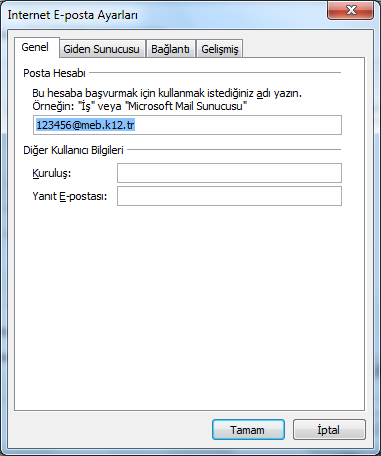 Internet E-posta Ayarları
Genel
Giden Sunucusu
Bağlantı
Gelişmiş
Posta Hesabı
Bu hesaba başvurmak için kullanmak istediğiniz adı yazın.
Örneğin: "İş" veya "Microsoft Mail Sunucusu"
123456@meb.k12.tr
Diğer Kullanıcı Bilgileri
Kuruluş:
Yanıt E-postası:
Tamam
İptal